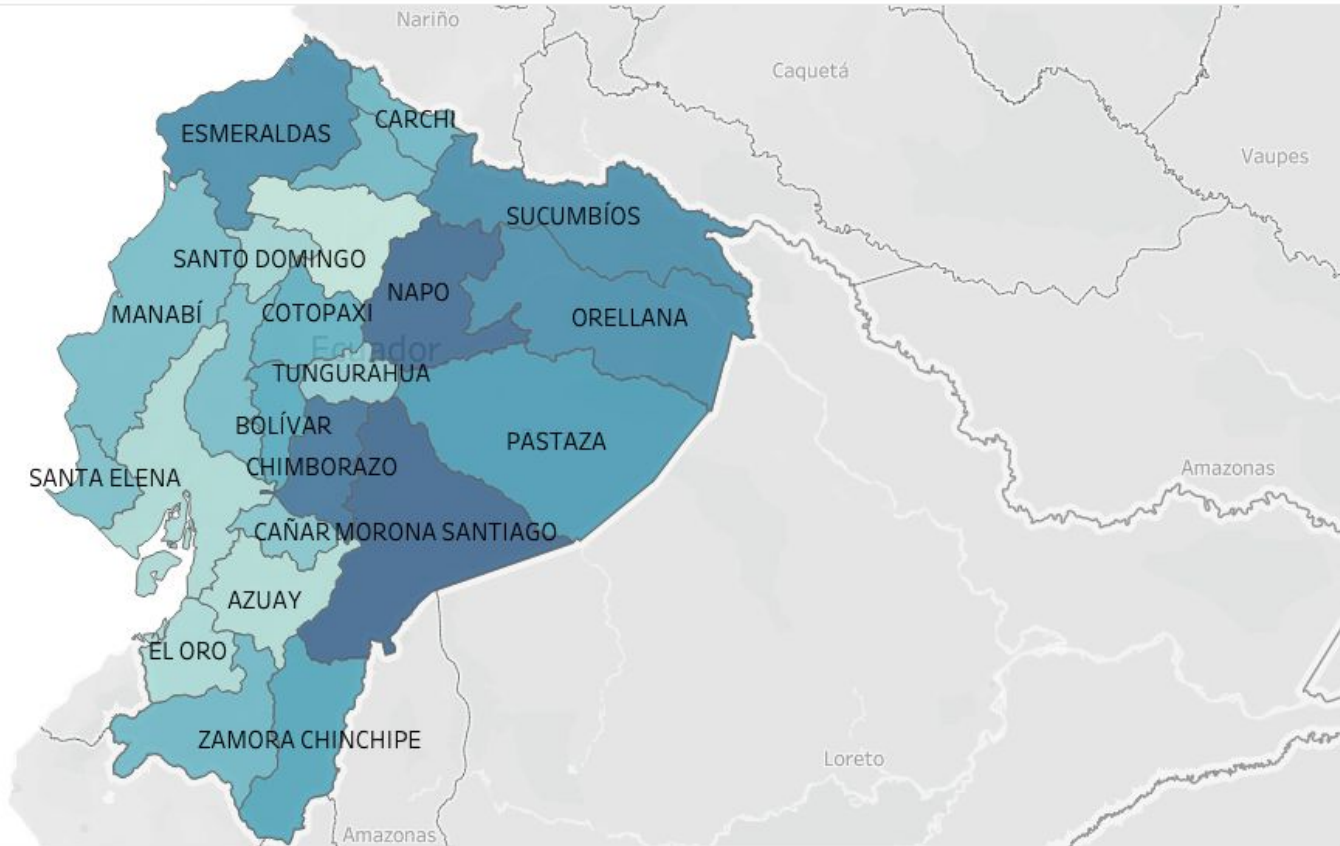 Nariño
Caquetá
CARCHI
ESMERALDAS
Vaupes
SUCUMBÍOS
SANTO DOMINGO
NAPO
MANABÍ
COTOPAXI
ORELLANA
Ecuador
TUNGURAHUA
BOLÍVAR
PASTAZA
CHIMBORAZO
SANTA ELENA
Amazonas
CAÑAR
MORONA SANTIAGO
AZUAY
EL ORO
ZAMORA CHINCHIPE
Loreto
Amazonas